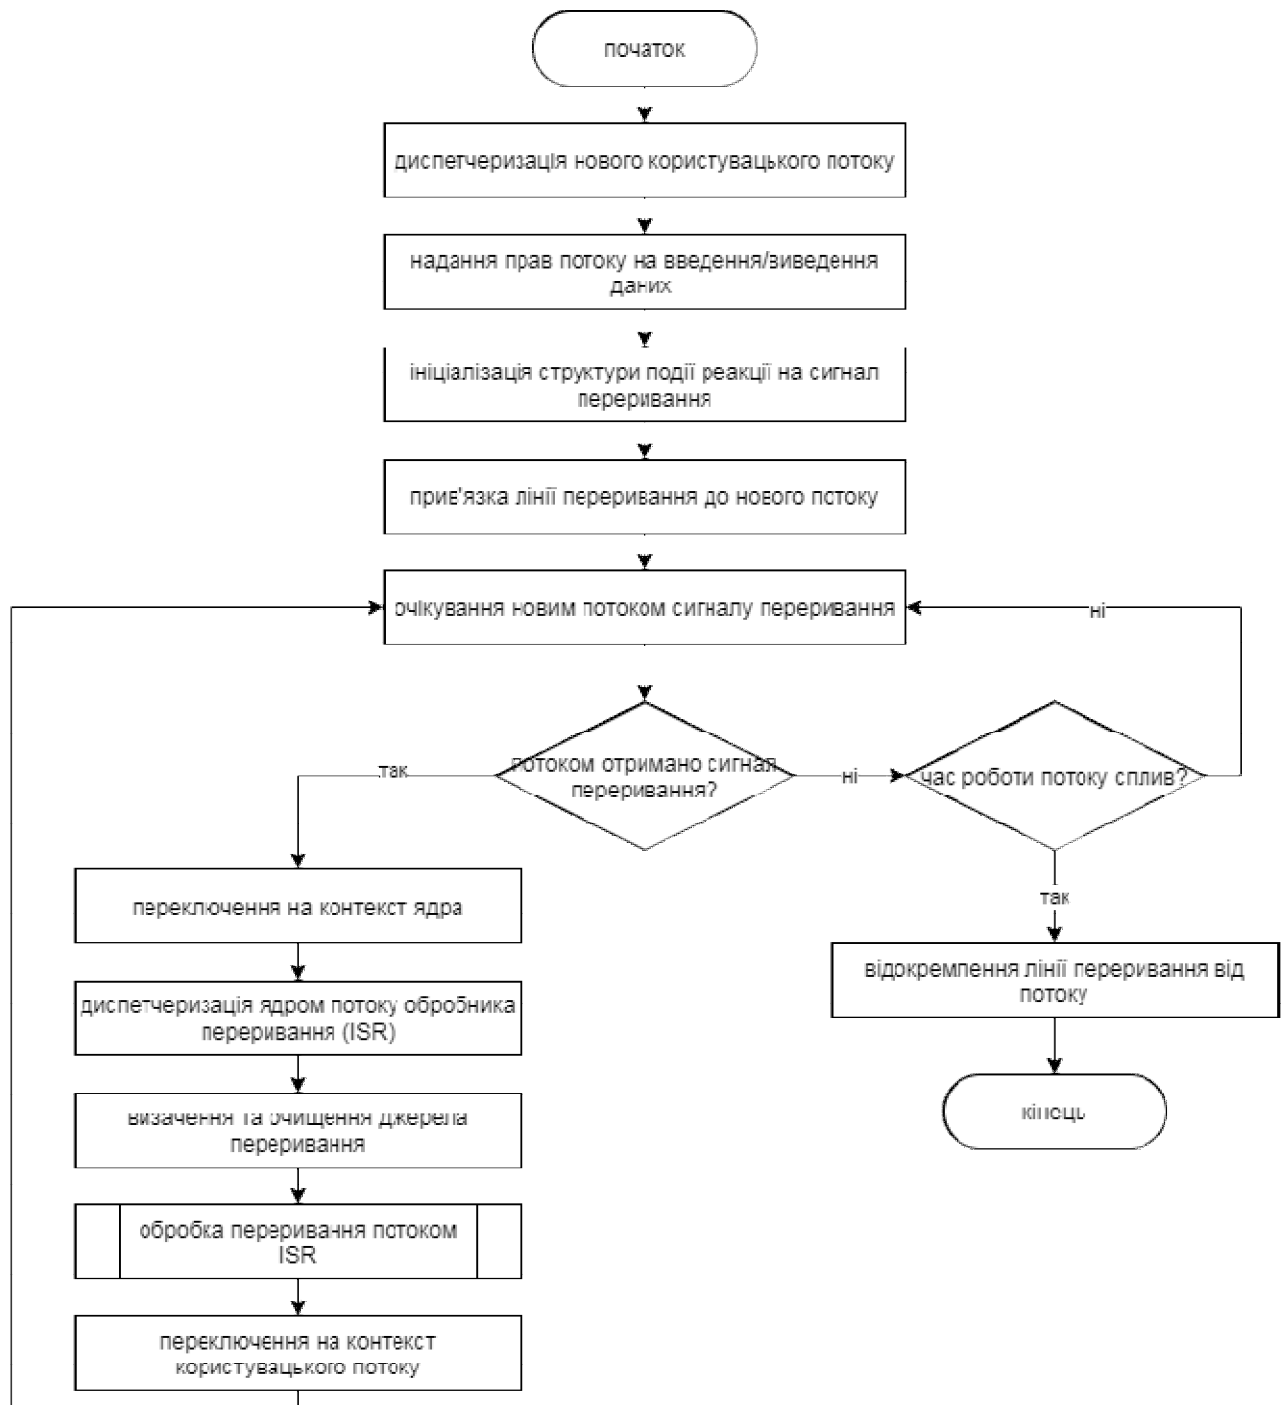 початок
диспетчеризація нового користувацького потоку
надання прав потоку на введення/виведення
даних
ініціалізація структури події реакції на сигнал
переривання
прив'язка лінії переривання до нового потоку
очікування новим потоком сигналу переривання
ні
потоком отримано сигнал
переривання?
так
ні
час роботи потоку сплив?
переключення на контекст ядра
так
диспетчеризація ядром потоку обробника
переривання (ISR)
відокремлення лінії переривання від
потоку
визачення та очищення джерела
переривання
кінець
обробка переривання потоком
ISR
переключення на контекст
користувацького потоку